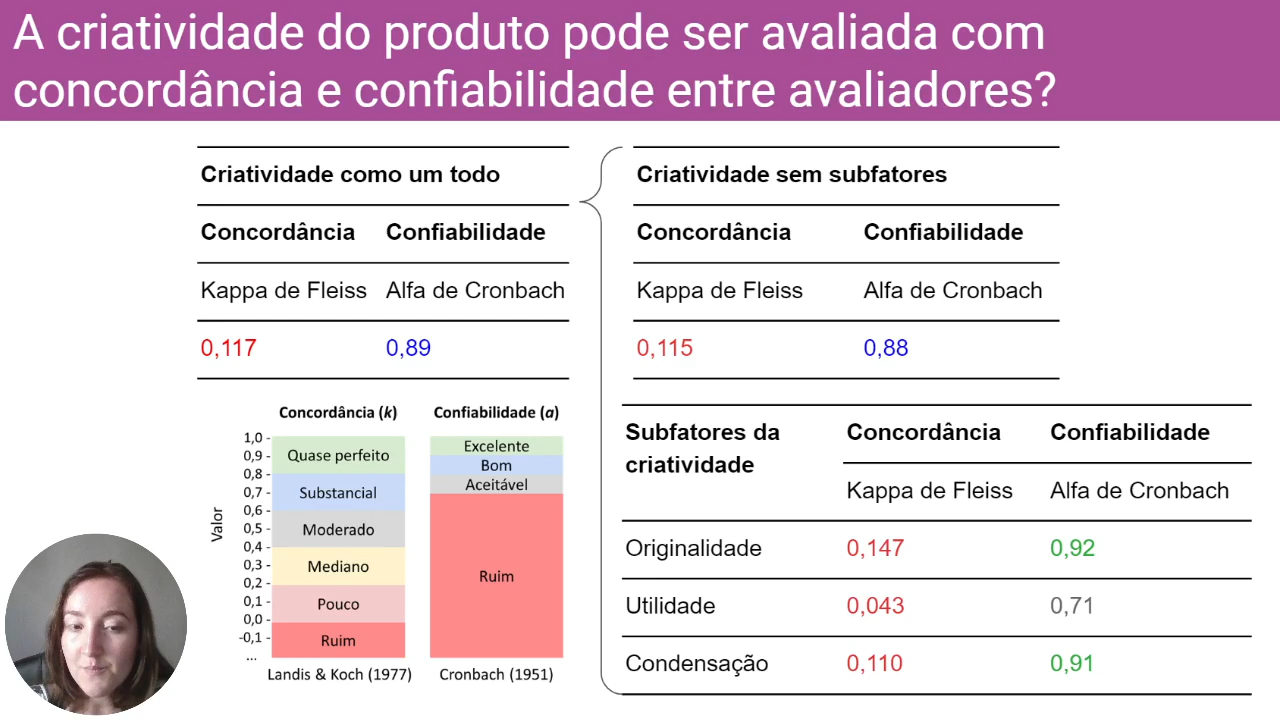 A criatividade do produto pode ser avaliada com
concordância e confiabilidade entre avaliadores?
Criatividade como um todo
Concordância Confiabilidade
Kappa de Fleiss Alfa de Cronbach
0,117 0,89
Criatividade sem subfatores
Concordância Confiabilidade
Kappa de Fleiss Alfa de Cronbach
0,115 0,88
Concordância (k) Confiabilidade (a)
Valor
1,0 -
0,9 -
0,8 -
0,7 -
0,6 -
0,5 -
0,4 -
0,3 -
0,2 -
0,1 -
0,0 -
-0,1 -
...
Quase perfeito
Substancial
Moderado
Mediano
Pouco
Ruim
Landis & Koch (1977)
Excelente
Bom
Aceitável
Ruim
Cronbach (1951)
Subfatores da
criatividade
Concordância Confiabilidade
Kappa de Fleiss Alfa de Cronbach
Originalidade 0,147 0,92
Utilidade 0,043 0,71
Condensação 0,110 0,91